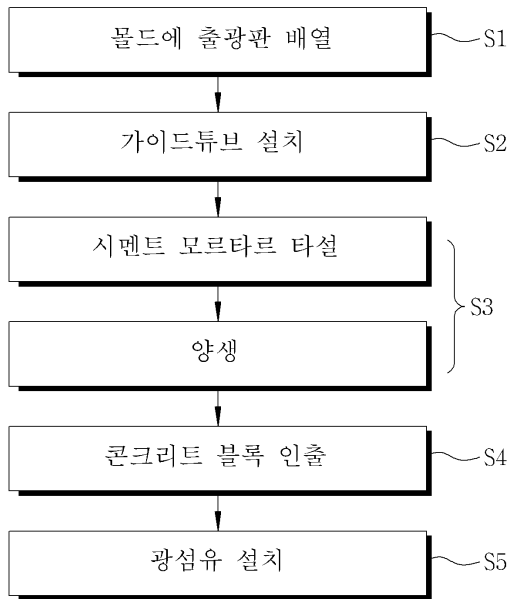 몰드에 출광판 배열
S1
가이드튜브 설치
S2
시멘트 모르타르 타설
양생
S3
콘크리트 블록 인출
S4
광섬유 설치
S5